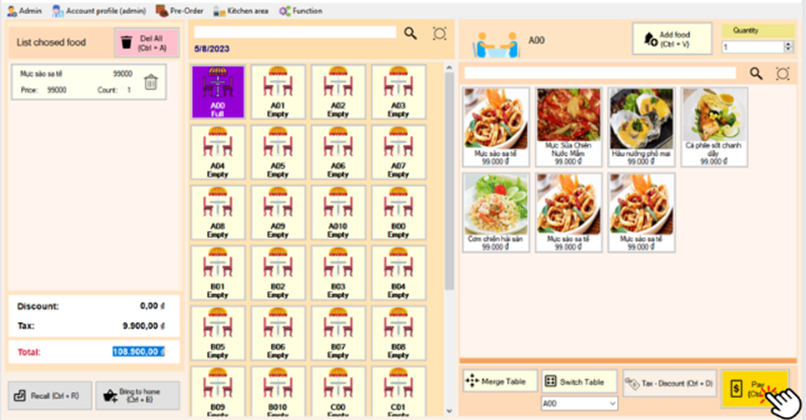 Admin Account profile (admin) Pre-Order Kitchen area Function
List chosed food
Del All
(Ctrl + A)
Mực sào sa tế 99000
Price: 99000 Count: 1
Discount: 0,00 đ
Tax: 9.900,00 đ
Total: 108.900,00 đ
Recall (Ctrl + R)
Bring to home
(Ctrl + B)
5/8/2023
A00
Full
A01
Empty
A02
Empty
A03
Empty
A04
Empty
A05
Empty
A06
Empty
A07
Empty
A08
Empty
A09
Empty
A010
Empty
B00
Empty
B01
Empty
B02
Empty
B03
Empty
B04
Empty
B05
Empty
B06
Empty
B07
Empty
B08
Empty
B09
Empty
B010
Empty
C00
Empty
C01
Empty
A00
Add food
(Ctrl + V)
Quantity
1
Mực sào sa tế
99.000 đ
Mực Sữa Chiên
Nước Mắm
99.000 đ
Hàu nướng phô mai
99.000 đ
Cá phile sốt chanh
dây
99.000 đ
Cơm chiên hải sản
99.000 đ
Mực sào sa tế
99.000 đ
Mực sào sa tế
99.000 đ
Merge Table
Switch Table
A00
Tax - Discount (Ctrl + D)
Pay